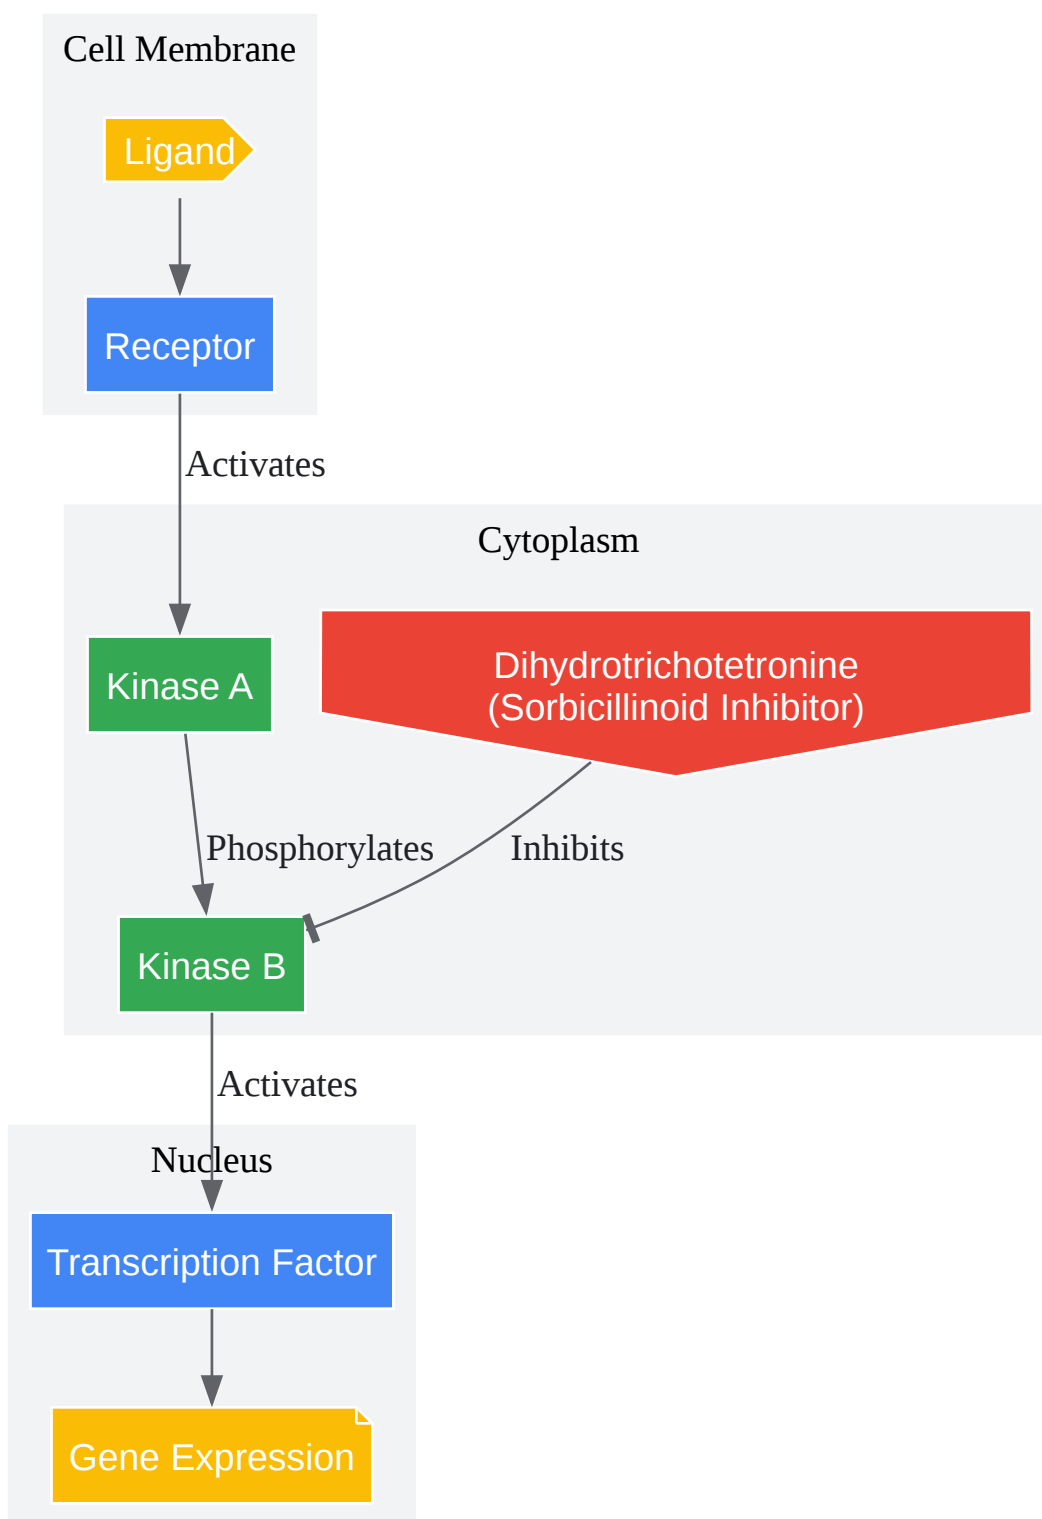 Cell Membrane
Ligand
Receptor
Activates
Cytoplasm
Dihydrotrichotetronine
(Sorbicillinoid Inhibitor)
Kinase A
Phosphorylates
Inhibits
Kinase B
Activates
Nucleus
Transcription Factor
Gene Expression